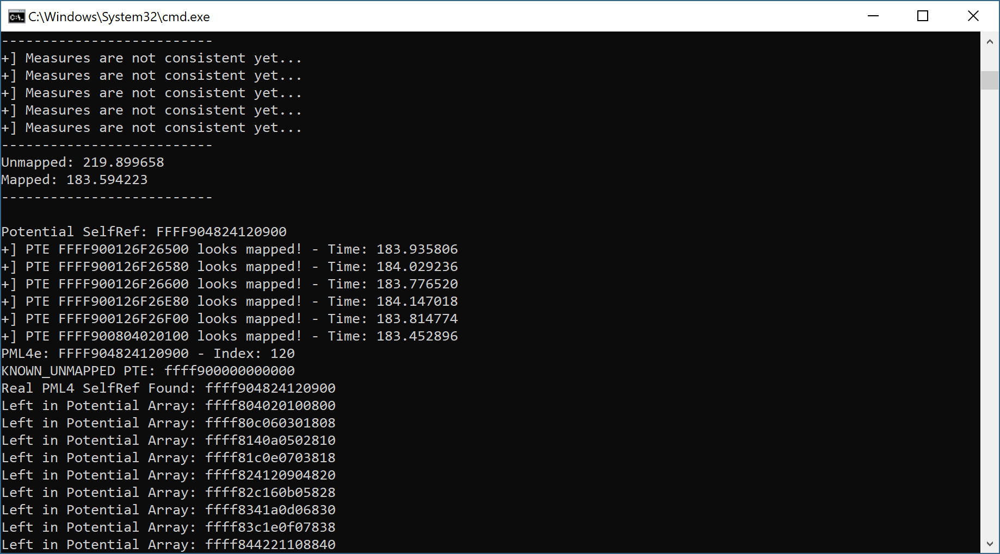 C:\Windows\System32\cmd.exe
--------------------------
+] Measures are not consistent yet...
+] Measures are not consistent yet...
+] Measures are not consistent yet...
+] Measures are not consistent yet...
+] Measures are not consistent yet...
--------------------------
Unmapped: 219.899658
Mapped: 183.594223
--------------------------
Potential SelfRef: FFFF904824120900
+] PTE FFFF900126F26500 looks mapped! - Time: 183.935806
+] PTE FFFF900126F26580 looks mapped! - Time: 184.029236
+] PTE FFFF900126F26600 looks mapped! - Time: 183.776520
+] PTE FFFF900126F26E80 looks mapped! - Time: 184.147018
+] PTE FFFF900126F26F00 looks mapped! - Time: 183.814774
+] PTE FFFF900804020100 looks mapped! - Time: 183.452896
PML4e: FFFF904824120900 - Index: 120
KNOWN_UNMAPPED PTE: ffff900000000000
Real PML4 SelfRef Found: ffff904824120900
Left in Potential Array: ffff804020100800
Left in Potential Array: ffff80c060301808
Left in Potential Array: ffff8140a0502810
Left in Potential Array: ffff81c0e0703818
Left in Potential Array: ffff824120904820
Left in Potential Array: ffff82c160b05828
Left in Potential Array: ffff8341a0d06830
Left in Potential Array: ffff83c1e0f07838
Left in Potential Array: ffff844221108840